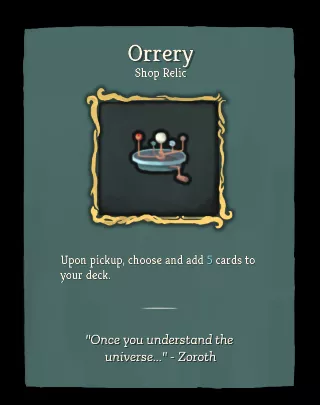 Orrery
Shop Relic
Upon pickup, choose and add 5 cards to
your deck.
"Once you understand the
universe..." - Zoroth